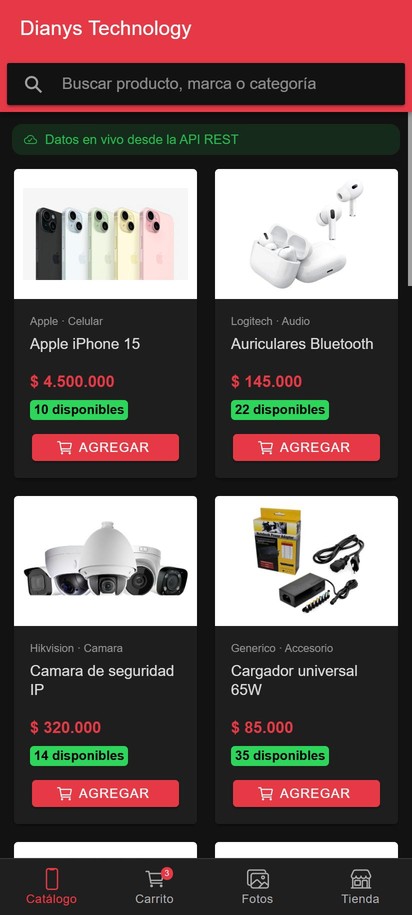 Dianys Technology
Buscar producto, marca o categoría
Datos en vivo desde la API REST
Apple · Celular
Apple iPhone 15
$ 4.500.000
10 disponibles
AGREGAR
Logitech · Audio
Auriculares Bluetooth
$ 145.000
22 disponibles
AGREGAR
Hikvision · Camara
Camara de seguridad
IP
$ 320.000
14 disponibles
AGREGAR
Generico · Accesorio
Cargador universal
65W
$ 85.000
35 disponibles
AGREGAR
Catálogo
3
Carrito
Fotos
Tienda